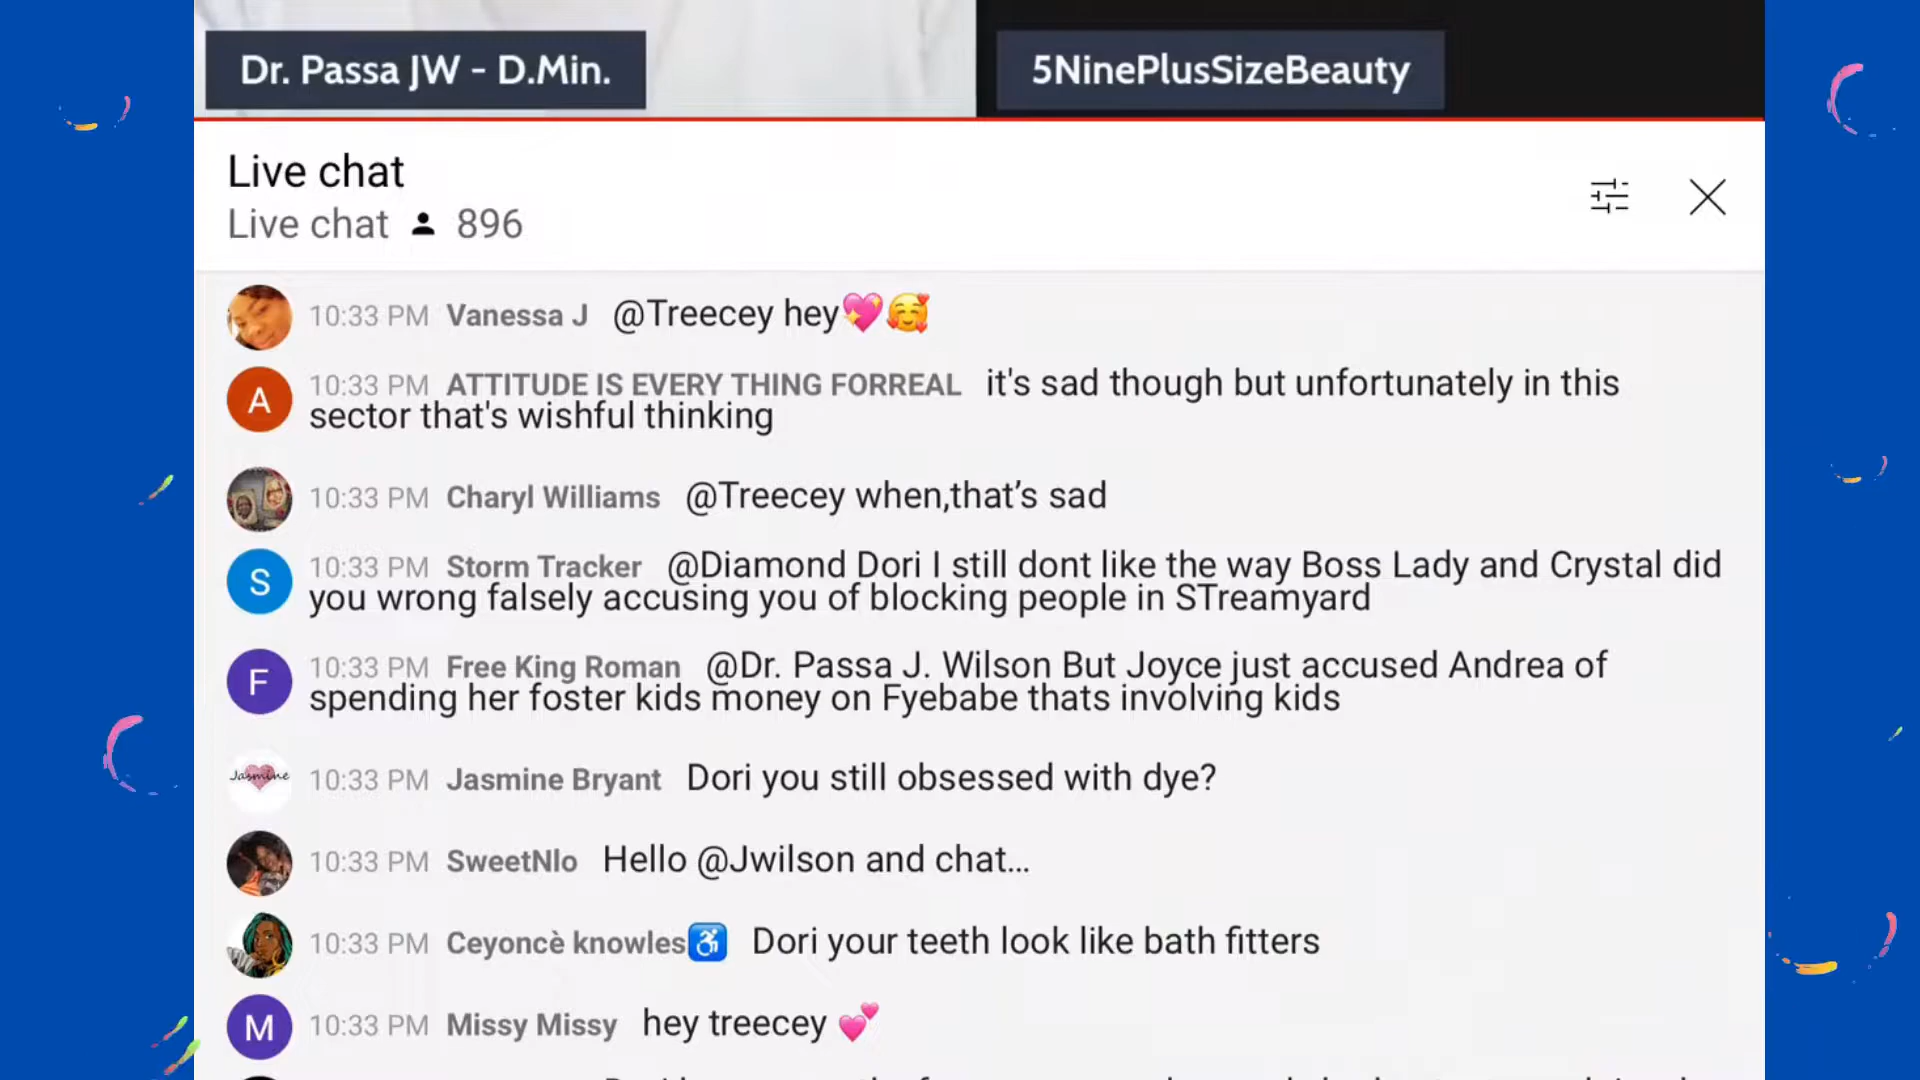 Dr. Passa JW - D.Min.
5NinePlusSizeBeauty
Live chat
Live chat 896
10:33 PM Vanessa J @Treecey hey💖🥰
A 10:33 PM ATTITUDE IS EVERY THING FORREAL it's sad though but unfortunately in this
sector that's wishful thinking
10:33 PM Charyl Williams @Treecey when,that’s sad
S 10:33 PM Storm Tracker @Diamond Dori I still dont like the way Boss Lady and Crystal did
you wrong falsely accusing you of blocking people in STreamyard
F 10:33 PM Free King Roman @Dr. Passa J. Wilson But Joyce just accused Andrea of
spending her foster kids money on Fyebabe thats involving kids
Jasmine 10:33 PM Jasmine Bryant Dori you still obsessed with dye?
10:33 PM SweetNlo Hello @Jwilson and chat...
10:33 PM Ceyoncè knowles♿ Dori your teeth look like bath fitters
M 10:33 PM Missy Missy hey treecey 💕